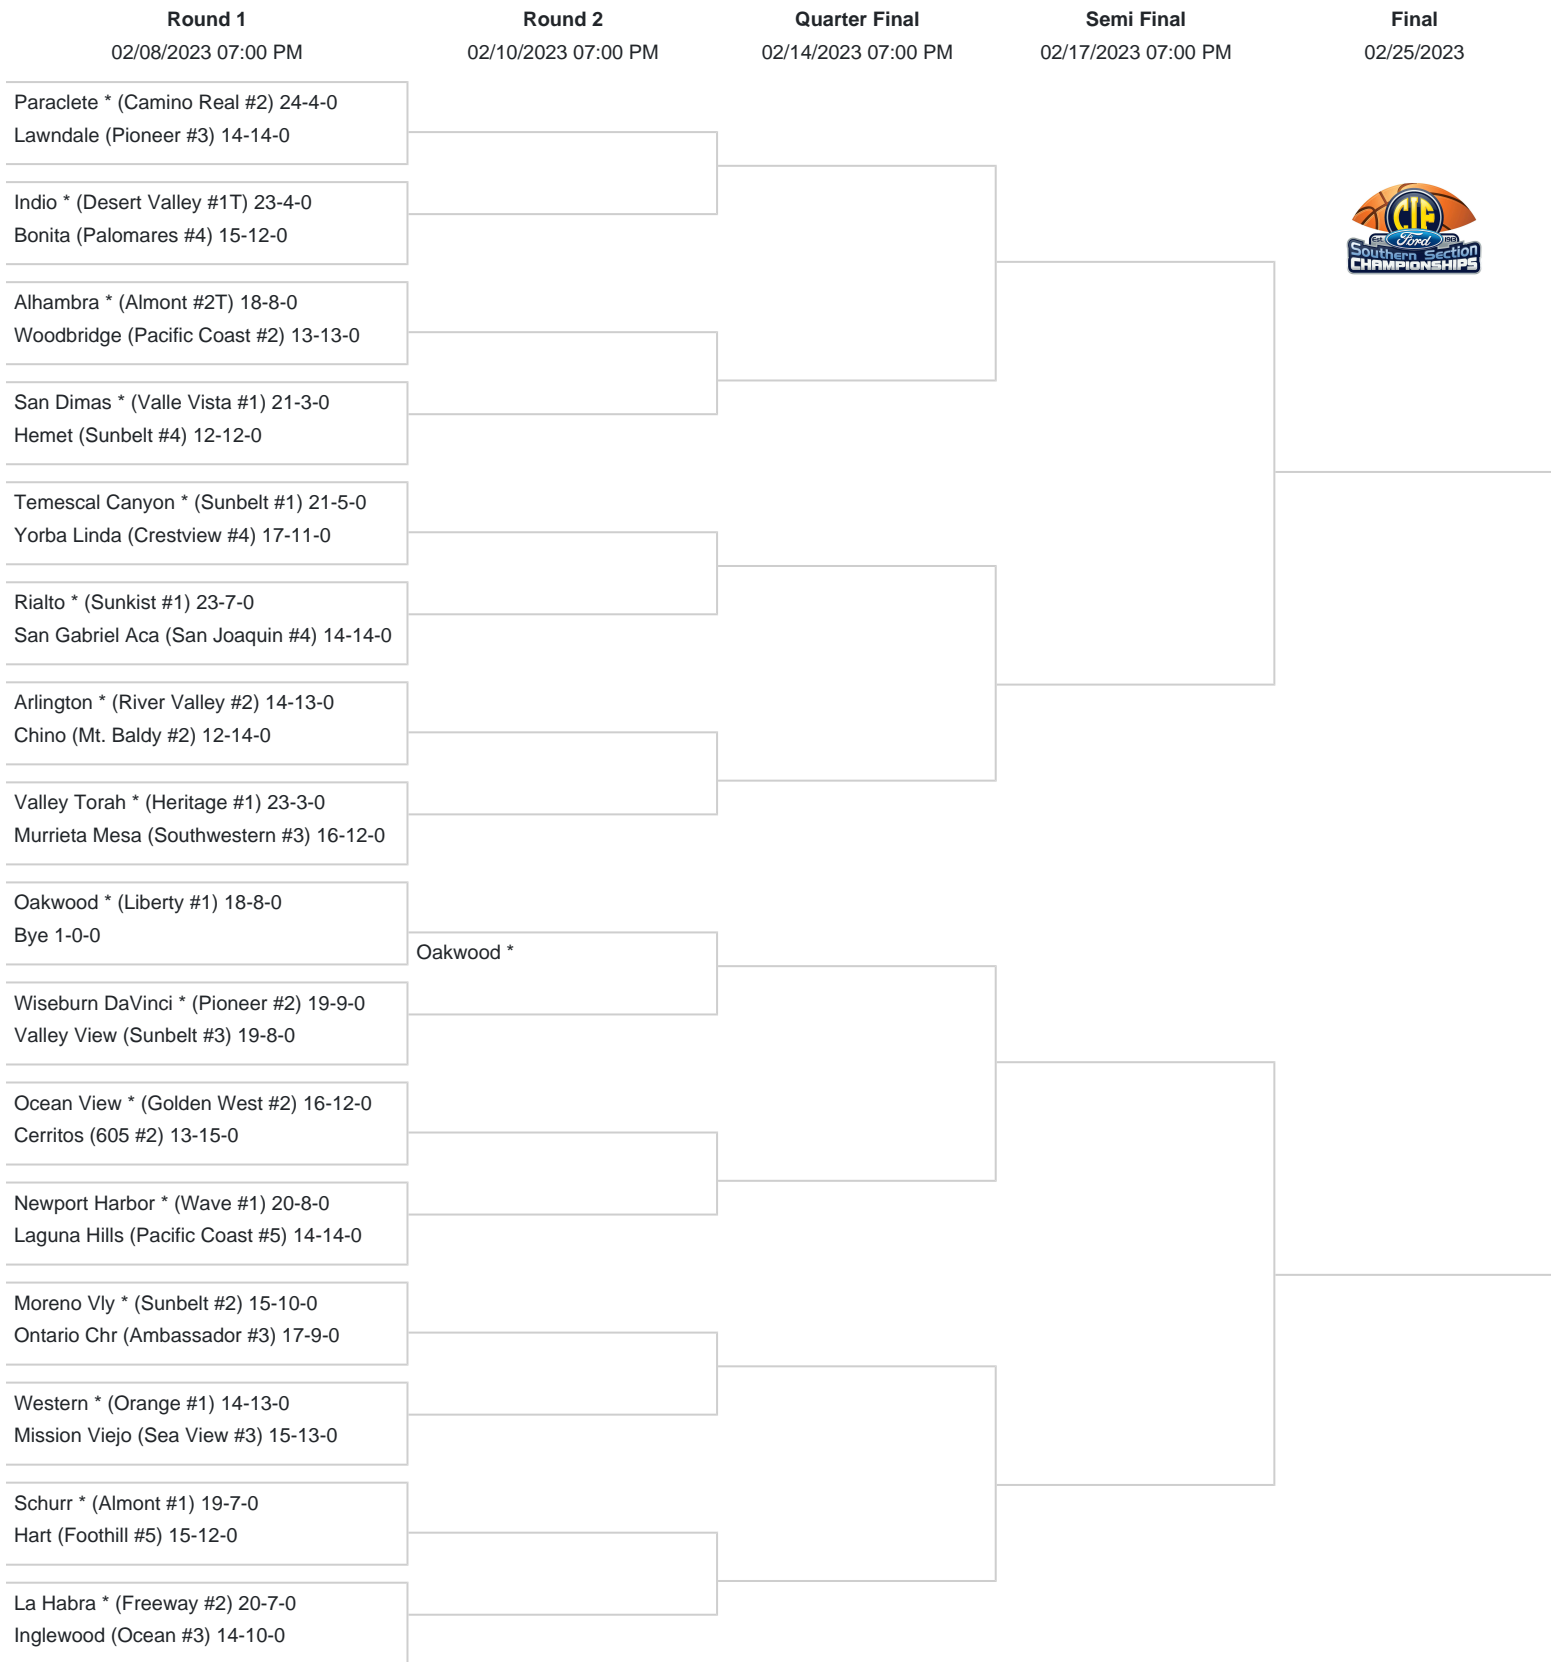 Round 1
02/08/2023 07:00 PM
Round 2
02/10/2023 07:00 PM
Quarter Final
02/14/2023 07:00 PM
Semi Final
02/17/2023 07:00 PM
Final
02/25/2023
Paraclete * (Camino Real #2) 24-4-0
Lawndale (Pioneer #3) 14-14-0
Indio * (Desert Valley #1T) 23-4-0
Bonita (Palomares #4) 15-12-0
Alhambra * (Almont #2T) 18-8-0
Woodbridge (Pacific Coast #2) 13-13-0
San Dimas * (Valle Vista #1) 21-3-0
Hemet (Sunbelt #4) 12-12-0
Temescal Canyon * (Sunbelt #1) 21-5-0
Yorba Linda (Crestview #4) 17-11-0
Rialto * (Sunkist #1) 23-7-0
San Gabriel Aca (San Joaquin #4) 14-14-0
Arlington * (River Valley #2) 14-13-0
Chino (Mt. Baldy #2) 12-14-0
Valley Torah * (Heritage #1) 23-3-0
Murrieta Mesa (Southwestern #3) 16-12-0
Oakwood * (Liberty #1) 18-8-0
Bye 1-0-0
Wiseburn DaVinci * (Pioneer #2) 19-9-0
Valley View (Sunbelt #3) 19-8-0
Ocean View * (Golden West #2) 16-12-0
Cerritos (605 #2) 13-15-0
Newport Harbor * (Wave #1) 20-8-0
Laguna Hills (Pacific Coast #5) 14-14-0
Moreno Vly * (Sunbelt #2) 15-10-0
Ontario Chr (Ambassador #3) 17-9-0
Western * (Orange #1) 14-13-0
Mission Viejo (Sea View #3) 15-13-0
Schurr * (Almont #1) 19-7-0
Hart (Foothill #5) 15-12-0
La Habra * (Freeway #2) 20-7-0
Inglewood (Ocean #3) 14-10-0
Oakwood *
CIF
Est. Ford 1913
Southern Section
CHAMPIONSHIPS